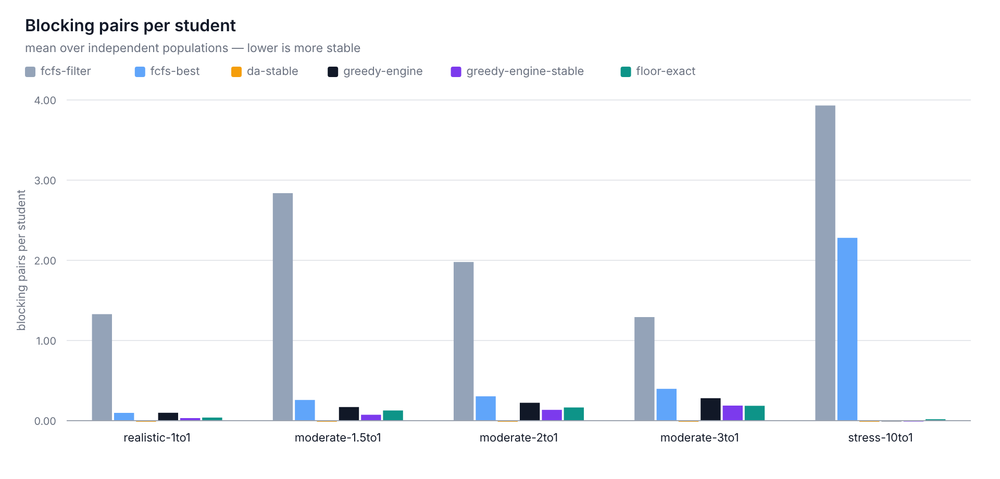 Blocking pairs per student
mean over independent populations — lower is more stable
fcfs-filter fcfs-best da-stable greedy-engine greedy-engine-stable floor-exact
blocking pairs per student
4.00
3.00
2.00
1.00
0.00
realistic-1to1 moderate-1.5to1 moderate-2to1 moderate-3to1 stress-10to1